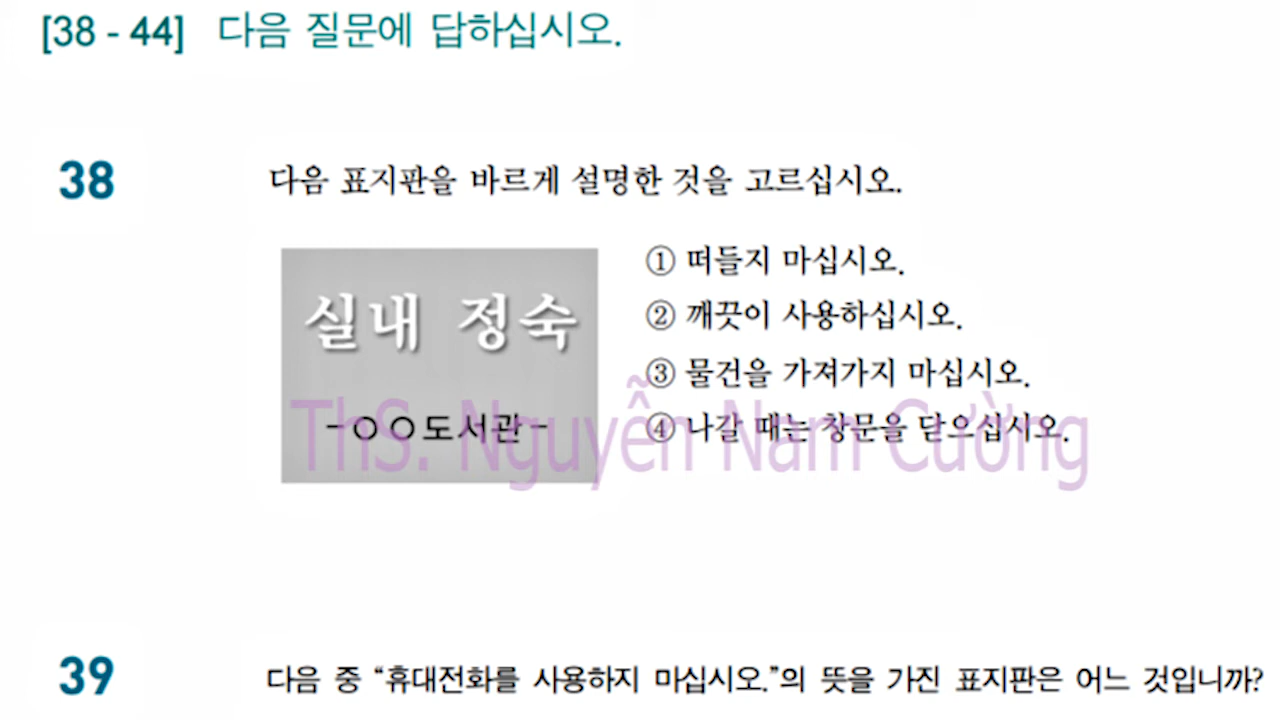 [38 - 44] 다음 질문에 답하십시오.
38 다음 표지판을 바르게 설명한 것을 고르십시오.
실내 정숙
-○○도서관-
① 떠들지 마십시오.
② 깨끗이 사용하십시오.
③ 물건을 가져가지 마십시오.
④ 나갈 때는 창문을 닫으십시오.
ThS. Nguyễn Nam Cường
39 다음 중 “휴대전화를 사용하지 마십시오.”의 뜻을 가진 표지판은 어느 것입니까?